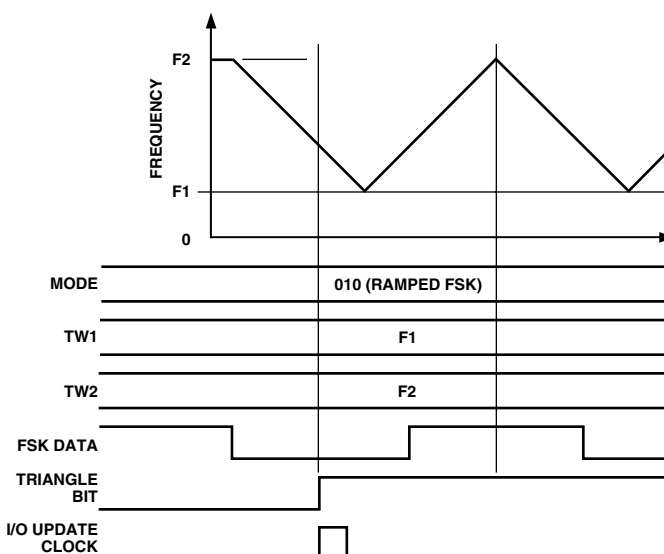 F2
FREQUENCY
F1
0
MODE
010 (RAMPED FSK)
TW1
F1
TW2
F2
FSK DATA
TRIANGLE
BIT
I/O UPDATE
CLOCK